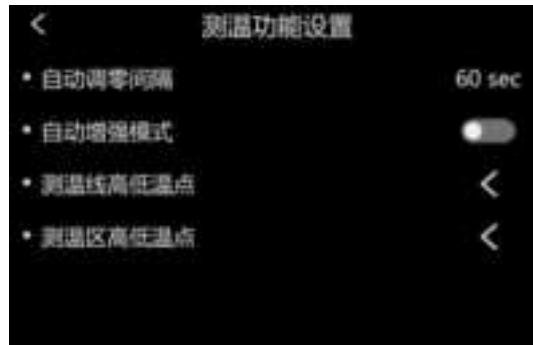 测温功能设置
• 自动调零间隔 60 sec
• 自动增强模式
• 测温线高低温点
• 测温区高低温点